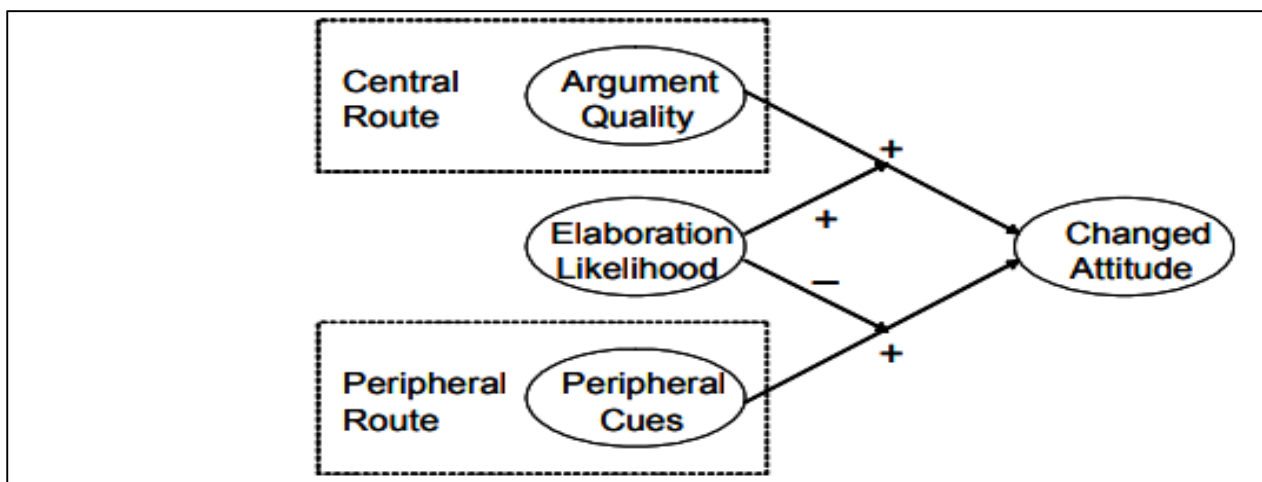 Central
Route
Argument
Quality
+
Elaboration
Likelihood
+
–
Changed
Attitude
+
Peripheral
Route
Peripheral
Cues